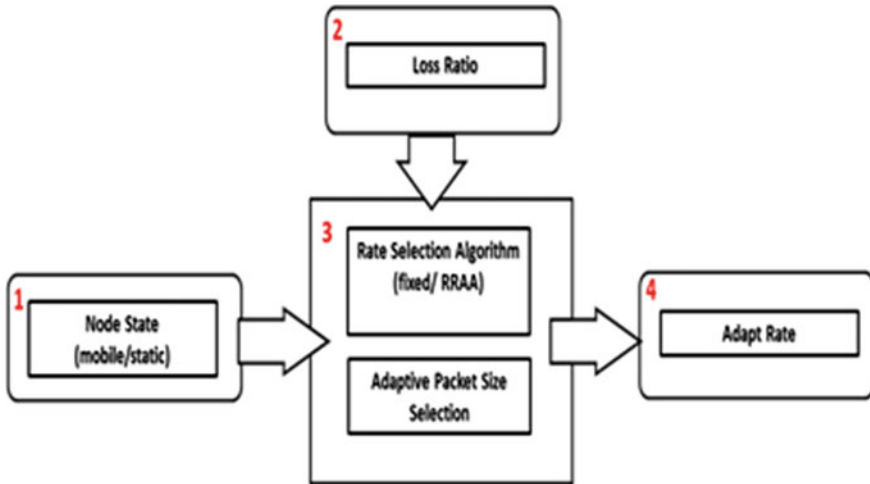 2
Loss Ratio
3
Rate Selection Algorithm
(fixed/ RRAA)
1
Node State
(mobile/static)
Adaptive Packet Size
Selection
4
Adapt Rate